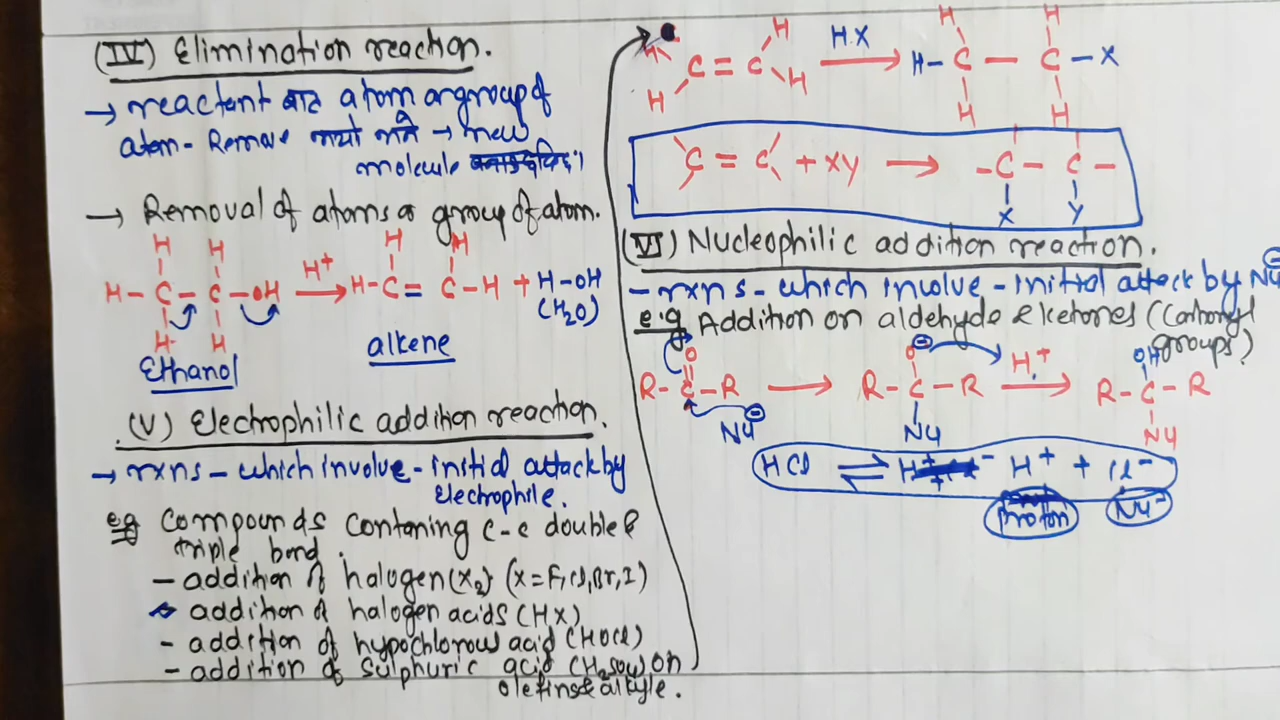 (IV) Elimination reaction.
→ reactant बाट atom or group of
atom - Remove गर्यो भने → new
molecule
→ Removal of atoms or group of atom.
H H H H
H - C - C - OH H+ → H - C = C - H + H-OH
H H (H₂O)
Ethanol alkene
(V) Electrophilic addition reaction.
→ rxns - which involve - initial attack by
Electrophile.
eg Compounds Contaning C-C double &
triple bond.
- addition of halogen (X₂) (X = F, Cl, Br, I)
addition of halogen acids (HX)
- addition of hypochlorous acid (HOCl)
- addition of Sulphuric acid (H₂SO₄) on
olefins & alkyle.
H H H H
C = C H.X → H - C - C - X
H H H H
C = C + XY → - C - C -
X Y
(VI) Nucleophilic addition reaction.
- rxns - which involve - initial attack by Nu⊖
e.g Addition on aldehyde & ketones (Carbonyl
groups)
O O⊖ OH
R - C - R → R - C - R H+ → R - C - R
Nu⊖ Nu Nu
HCl ⇌ H+ + Cl⁻
proton Nu⁻